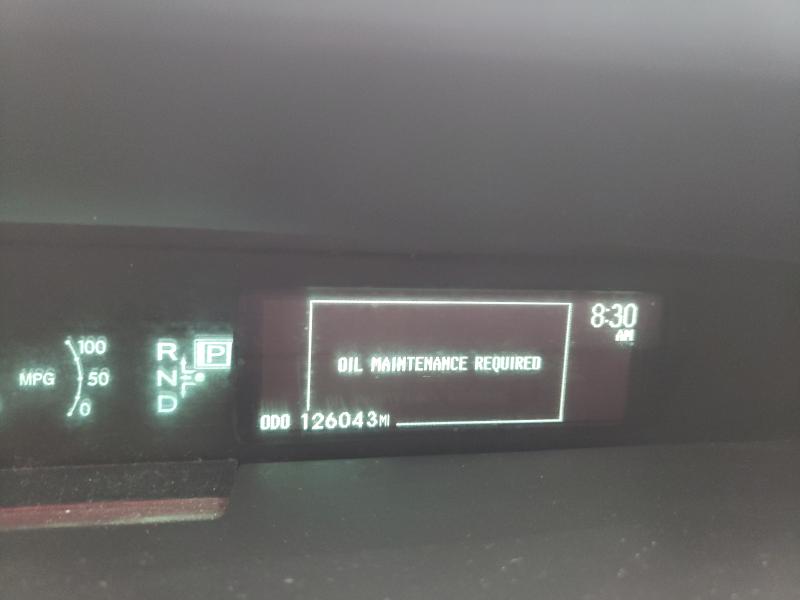 8:30
AM
100
MPG 50
0
R P
N
D
OIL MAINTENANCE REQUIRED
ODO 126043MI